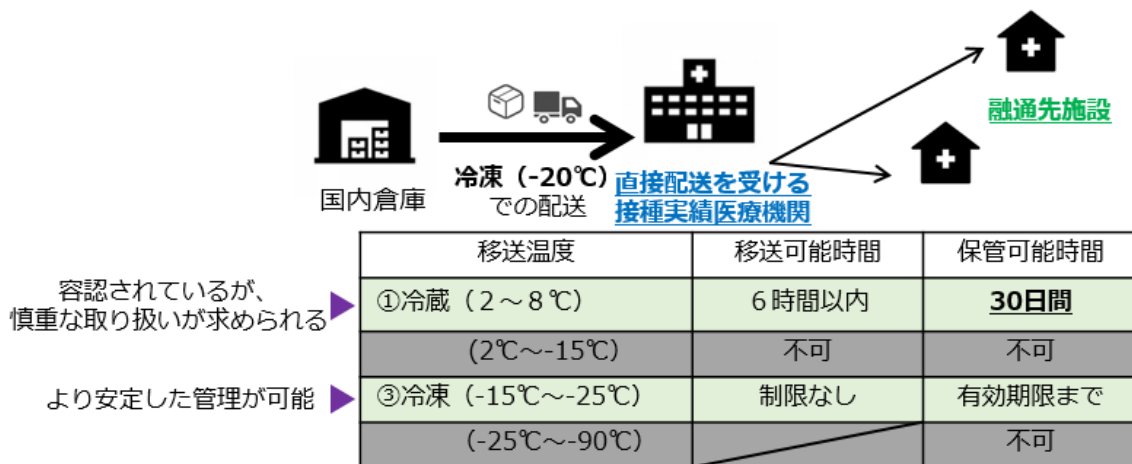 融通先施設
国内倉庫
冷凍（-20℃）
での配送
直接配送を受ける
接種実績医療機関
移送温度 移送可能時間 保管可能時間
容認されているが、
慎重な取り扱いが求められる
①冷蔵（２～８℃） ６時間以内 30日間
(2℃～-15℃) 不可 不可
より安定した管理が可能
③冷凍（-15℃～-25℃） 制限なし 有効期限まで
(-25℃～-90℃) 不可